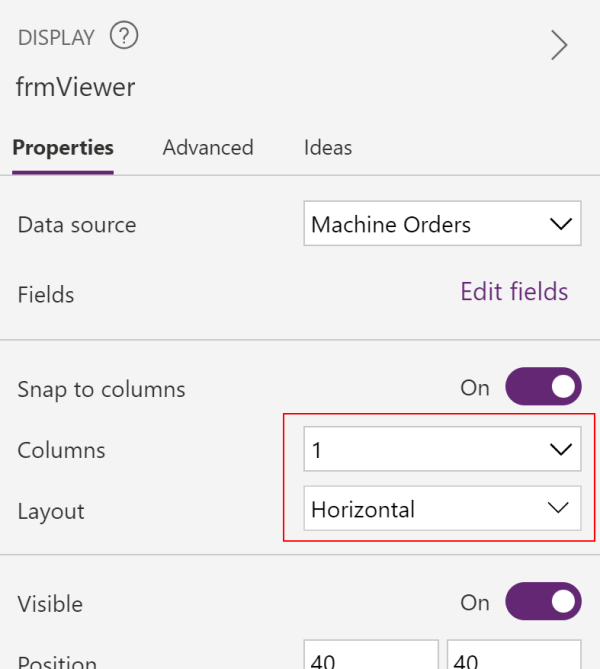 DISPLAY ?
frmViewer
Properties Advanced Ideas
Data source Machine Orders
Fields Edit fields
Snap to columns On
Columns 1
Layout Horizontal
Visible On
Position 40 40